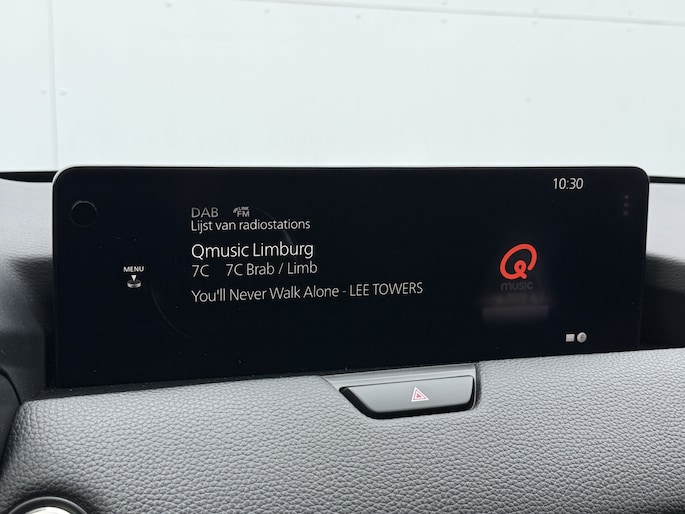 10:30
DAB LINK FM
Lijst van radiostations
Qmusic Limburg
7C 7C Brab / Limb
You'll Never Walk Alone - LEE TOWERS
MENU
Q
music